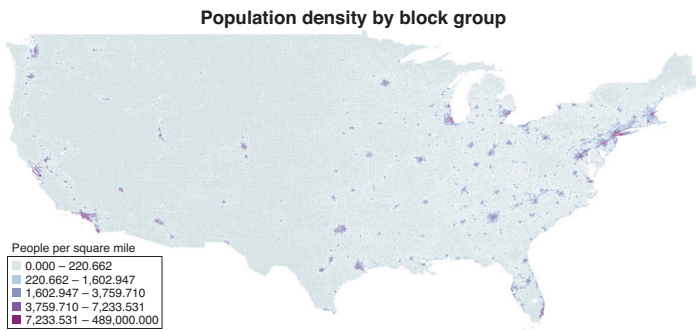 Population density by block group
People per square mile
0.000 – 220.662
220.662 – 1,602.947
1,602.947 – 3,759.710
3,759.710 – 7,233.531
7,233.531 – 489,000.000